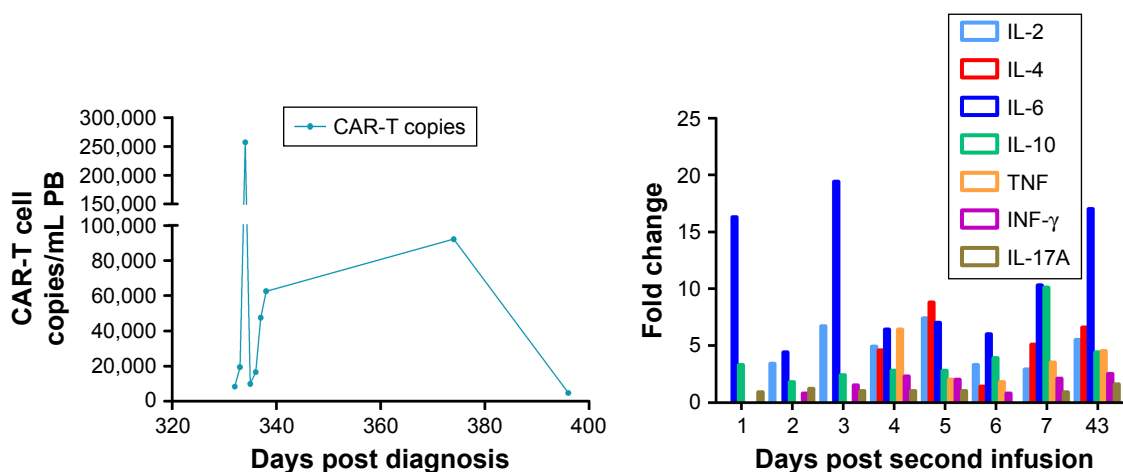 CAR-T cell
copies/mL PB
300,000
250,000
200,000
150,000
100,000
80,000
60,000
40,000
20,000
0
CAR-T copies
320
340
360
380
400
Days post diagnosis
Fold change
25
20
15
10
5
0
IL-2
IL-4
IL-6
IL-10
TNF
INF-γ
IL-17A
1
2
3
4
5
6
7
43
Days post second infusion